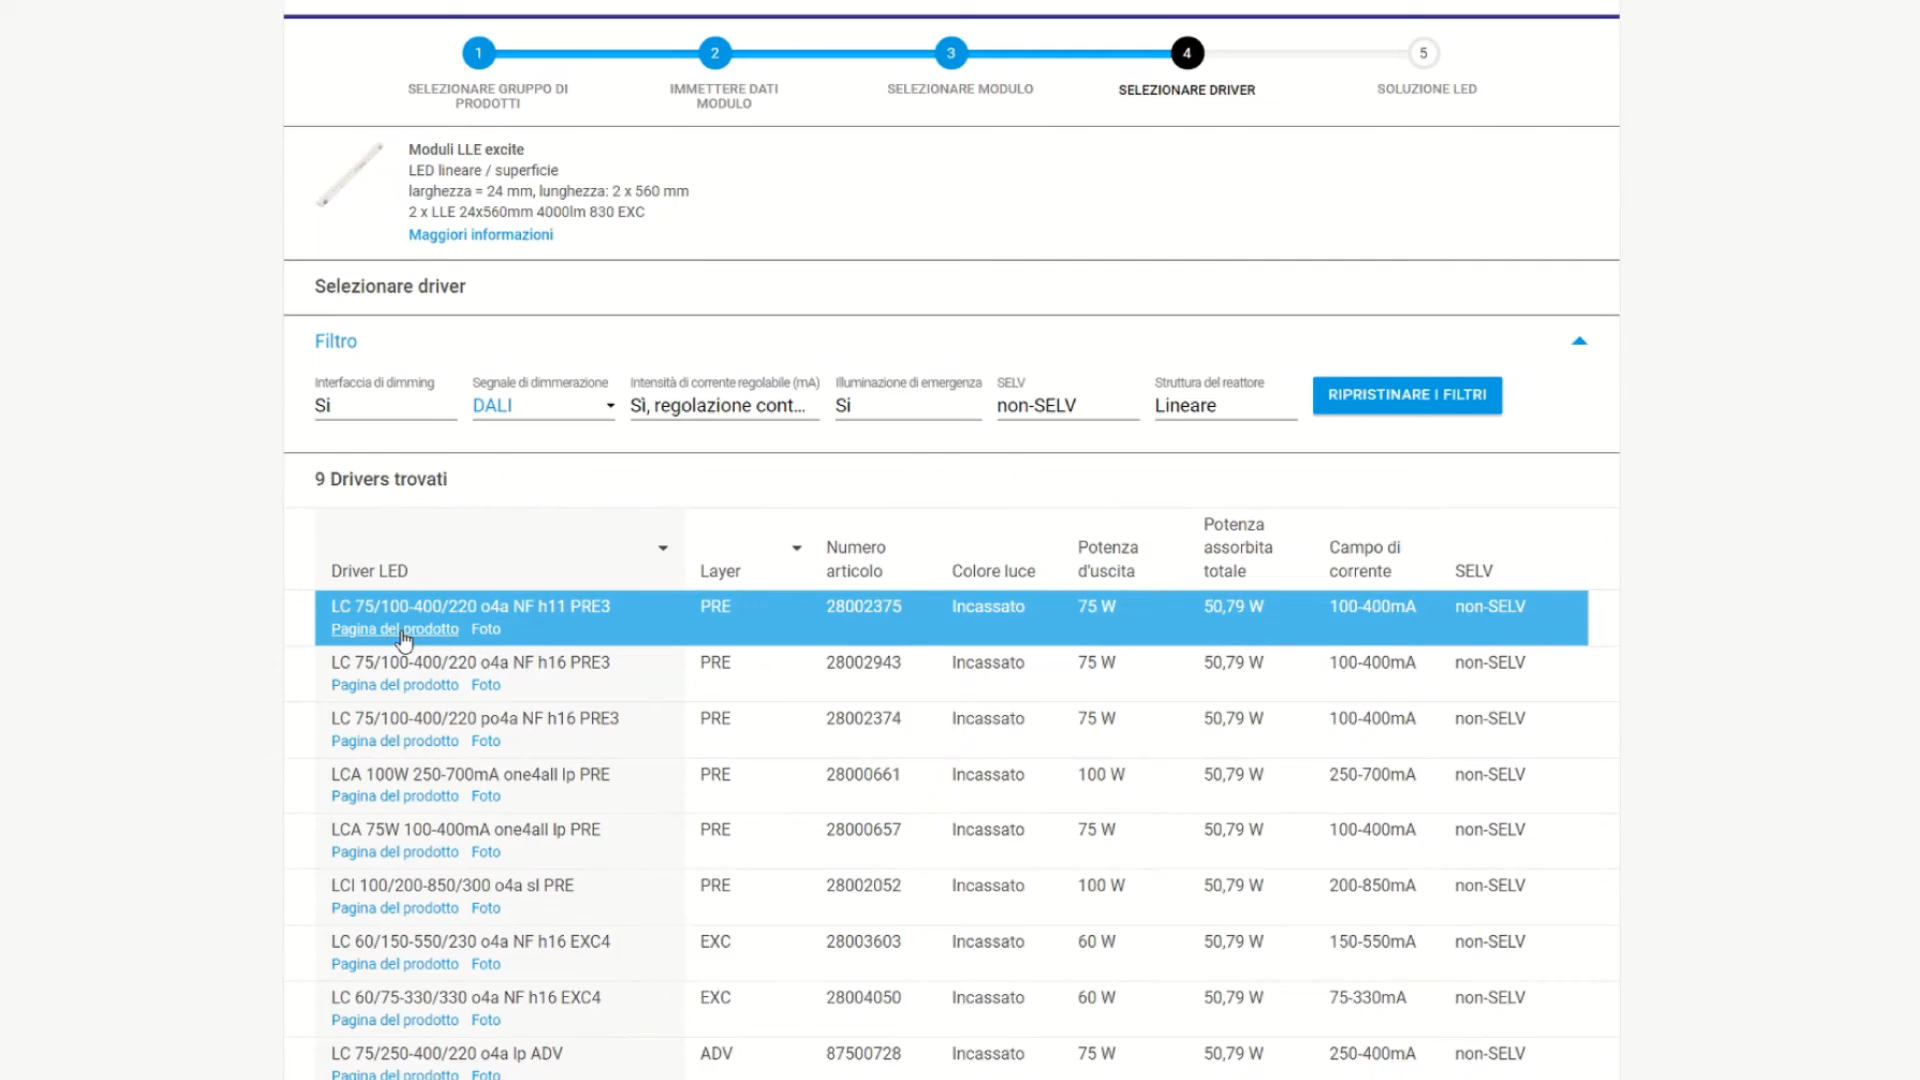 1
2
3
4
5
SELEZIONARE GRUPPO DI
PRODOTTI
IMMETTERE DATI
MODULO
SELEZIONARE MODULO
SELEZIONARE DRIVER
SOLUZIONE LED
Moduli LLE excite
LED lineare / superficie
larghezza = 24 mm, lunghezza: 2 x 560 mm
2 x LLE 24x560mm 4000lm 830 EXC
Maggiori informazioni
Selezionare driver
Filtro
Interfaccia di dimming
Si
Segnale di dimmerazione
DALI
Intensità di corrente regolabile (mA)
Sì, regolazione cont...
Illuminazione di emergenza
Si
SELV
non-SELV
Struttura del reattore
Lineare
RIPRISTINARE I FILTRI
9 Drivers trovati
Driver LED
Layer
Numero
articolo
Colore luce
Potenza
d'uscita
Potenza
assorbita
totale
Campo di
corrente
SELV
LC 75/100-400/220 o4a NF h11 PRE3 PRE 28002375 Incassato 75 W 50,79 W 100-400mA non-SELV
Pagina del prodotto Foto
LC 75/100-400/220 o4a NF h16 PRE3 PRE 28002943 Incassato 75 W 50,79 W 100-400mA non-SELV
Pagina del prodotto Foto
LC 75/100-400/220 po4a NF h16 PRE3 PRE 28002374 Incassato 75 W 50,79 W 100-400mA non-SELV
Pagina del prodotto Foto
LCA 100W 250-700mA one4all lp PRE PRE 28000661 Incassato 100 W 50,79 W 250-700mA non-SELV
Pagina del prodotto Foto
LCA 75W 100-400mA one4all lp PRE PRE 28000657 Incassato 75 W 50,79 W 100-400mA non-SELV
Pagina del prodotto Foto
LCI 100/200-850/300 o4a sl PRE PRE 28002052 Incassato 100 W 50,79 W 200-850mA non-SELV
Pagina del prodotto Foto
LC 60/150-550/230 o4a NF h16 EXC4 EXC 28003603 Incassato 60 W 50,79 W 150-550mA non-SELV
Pagina del prodotto Foto
LC 60/75-330/330 o4a NF h16 EXC4 EXC 28004050 Incassato 60 W 50,79 W 75-330mA non-SELV
Pagina del prodotto Foto
LC 75/250-400/220 o4a lp ADV ADV 87500728 Incassato 75 W 50,79 W 250-400mA non-SELV
Pagina del prodotto Foto